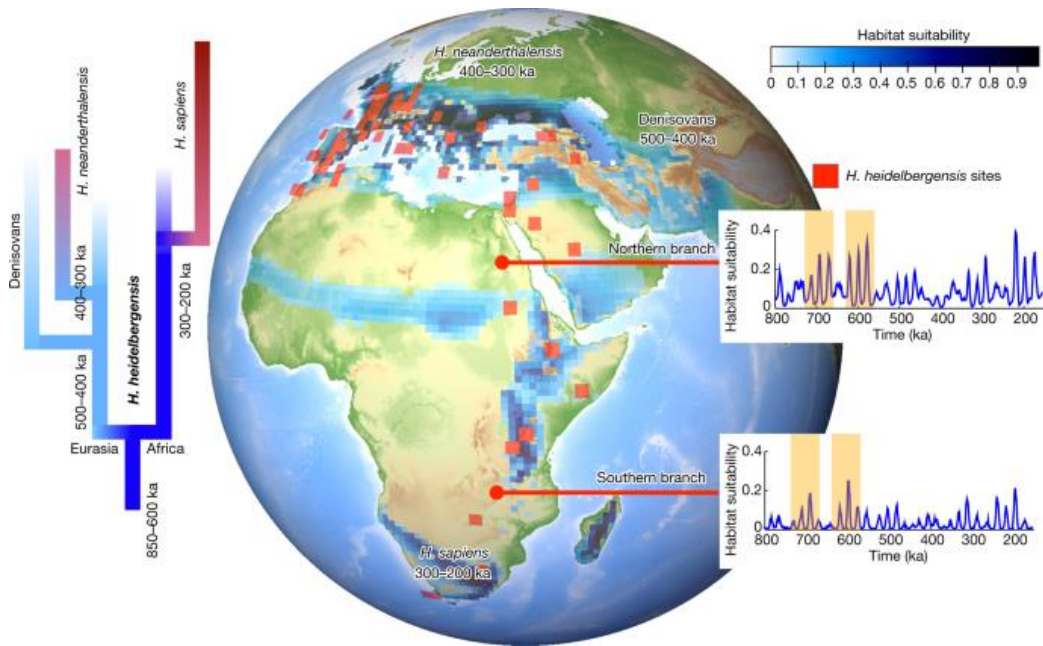 H. neanderthalensis
400–300 ka
Denisovans
500–400 ka
Habitat suitability
0 0.1 0.2 0.3 0.4 0.5 0.6 0.7 0.8 0.9
H. heidelbergensis sites
Denisovans
H. neanderthalensis
H. sapiens
400–300 ka
500–400 ka
H. heidelbergensis
300–200 ka
Eurasia
Africa
850–600 ka
Northern branch
Habitat suitability
0.4
0.2
0
800 700 600 500 400 300 200
Time (ka)
Southern branch
Habitat suitability
0.4
0.2
0
800 700 600 500 400 300 200
Time (ka)
H. sapiens
300–200 ka